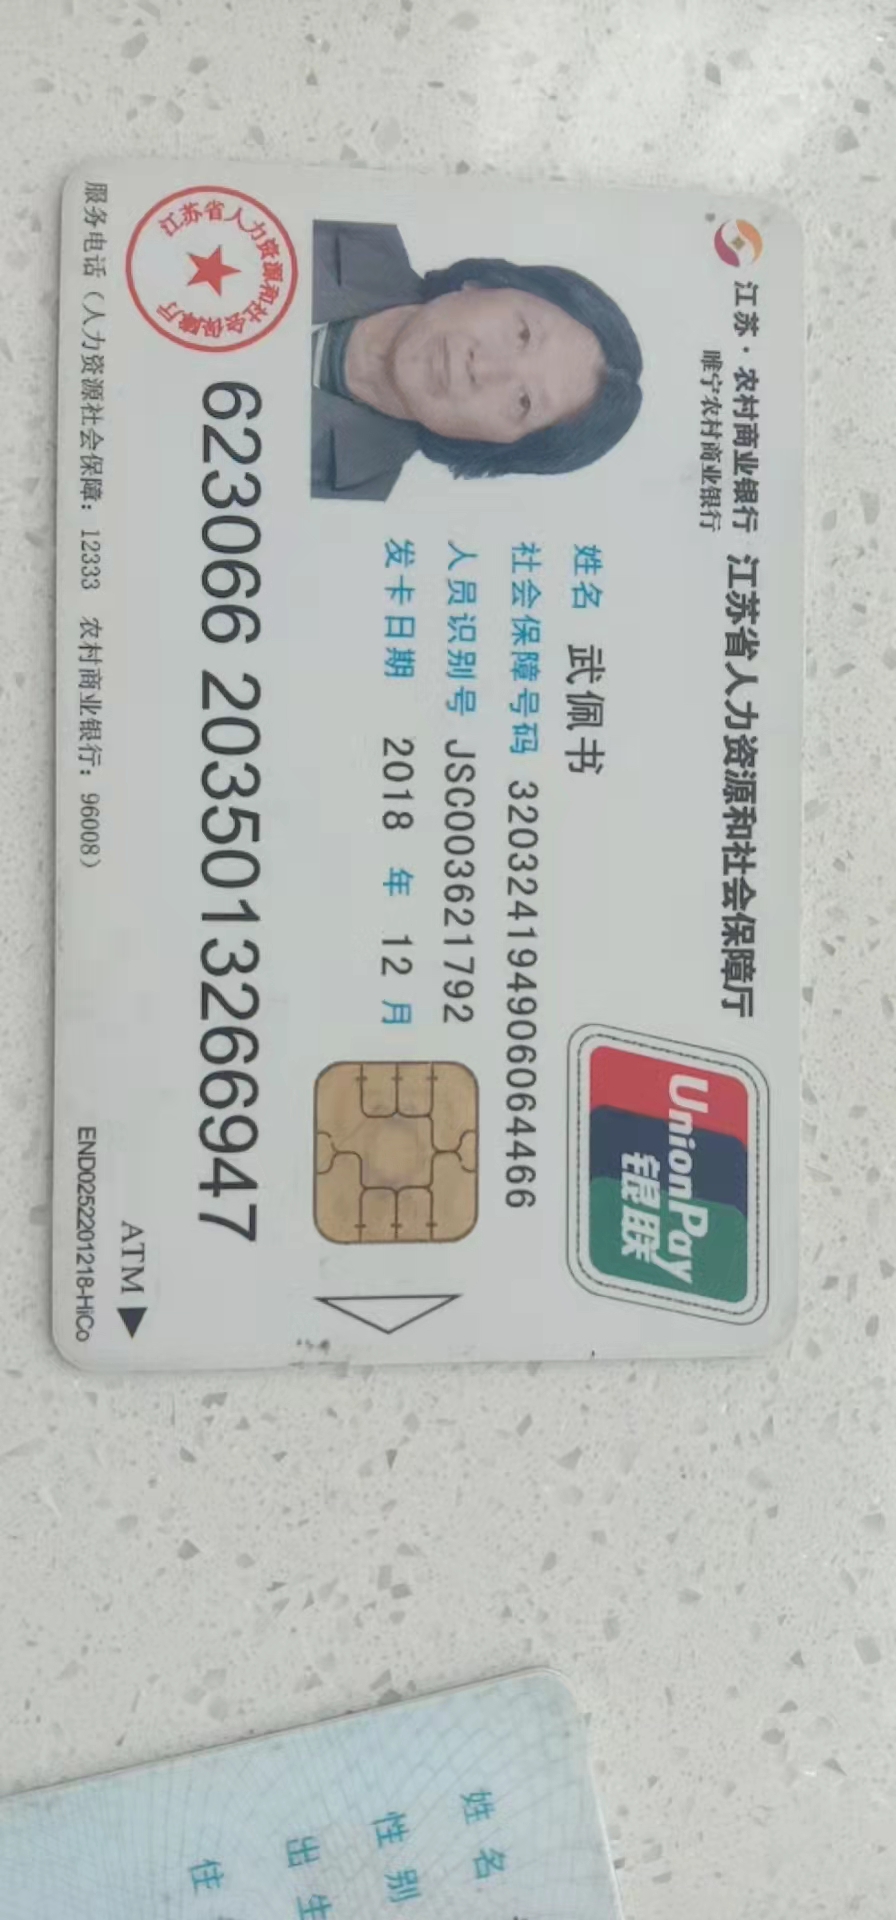 江苏·农村商业银行 江苏省人力资源和社会保障厅
睢宁农村商业银行
UnionPay
银联
姓名 武佩书
社会保障号码 320324194906064466
人员识别号 JSC003621792
发卡日期 2018 年 12 月
江苏省人力资源和社会保障厅
623066 2035013266947
ATM
服务电话（人力资源社会保障：12333 农村商业银行：96008）
END0252201218-HiCo
姓名
性别
出生
住